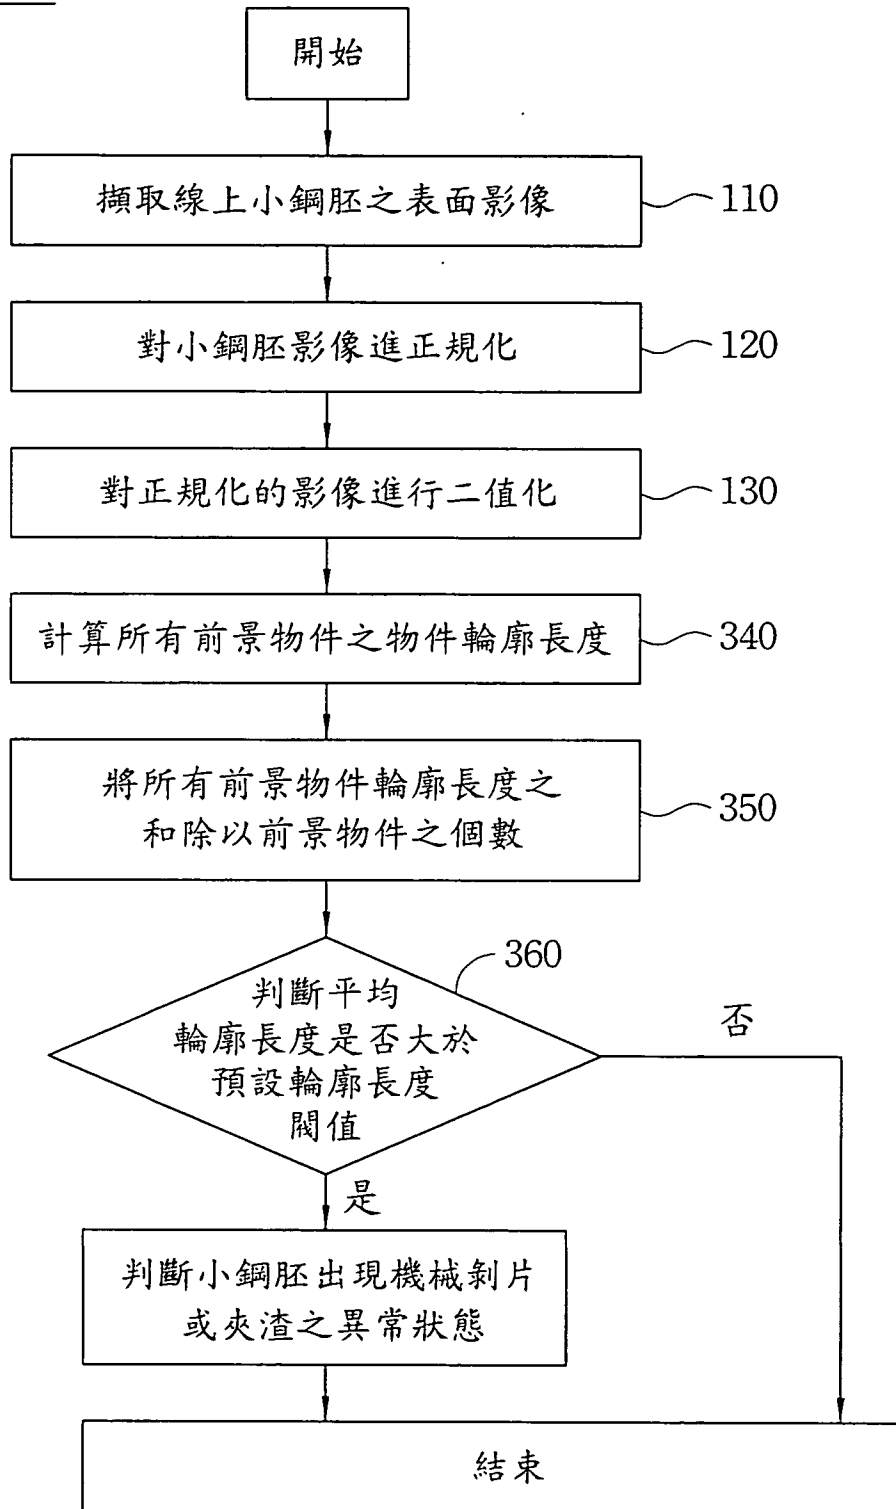 開始
擷取線上小鋼胚之表面影像
110
對小鋼胚影像進正規化
120
對正規化的影像進行二值化
130
計算所有前景物件之物件輪廓長度
340
將所有前景物件輪廓長度之
和除以前景物件之個數
350
360
判斷平均
輪廓長度是否大於
預設輪廓長度
閥值
否
是
判斷小鋼胚出現機械剝片
或夾渣之異常狀態
結束